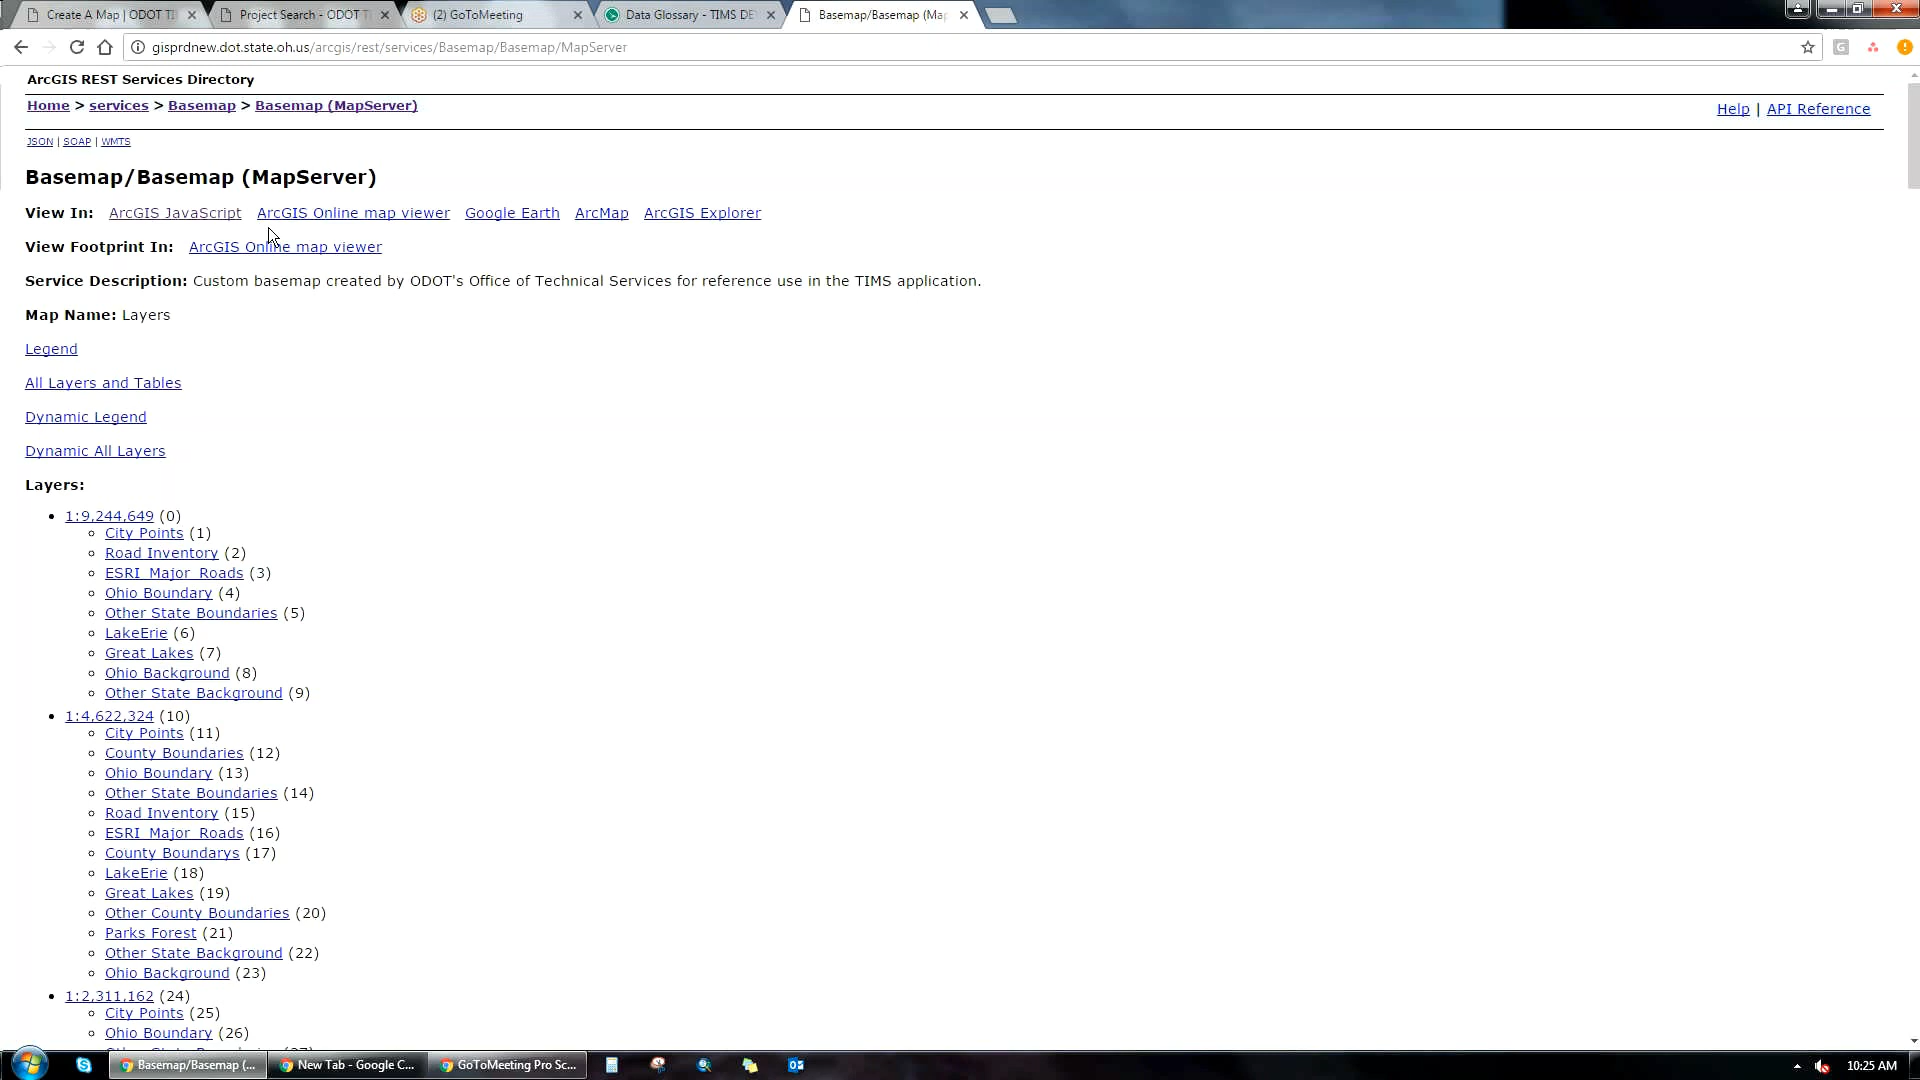 Create A Map | ODOT TI
Project Search - ODOT T
(2) GoToMeeting
Data Glossary - TIMS DE
Basemap/Basemap (Map
gisprdnew.dot.state.oh.us/arcgis/rest/services/Basemap/Basemap/MapServer
ArcGIS REST Services Directory
Home > services > Basemap > Basemap (MapServer)
Help | API Reference
JSON | SOAP | WMTS
Basemap/Basemap (MapServer)
View In: ArcGIS JavaScript ArcGIS Online map viewer Google Earth ArcMap ArcGIS Explorer
View Footprint In: ArcGIS Online map viewer
Service Description: Custom basemap created by ODOT's Office of Technical Services for reference use in the TIMS application.
Map Name: Layers
Legend
All Layers and Tables
Dynamic Legend
Dynamic All Layers
Layers:
1:9,244,649 (0)
City Points (1)
Road Inventory (2)
ESRI_Major_Roads (3)
Ohio Boundary (4)
Other State Boundaries (5)
LakeErie (6)
Great Lakes (7)
Ohio Background (8)
Other State Background (9)
1:4,622,324 (10)
City Points (11)
County Boundaries (12)
Ohio Boundary (13)
Other State Boundaries (14)
Road Inventory (15)
ESRI_Major_Roads (16)
County Boundarys (17)
LakeErie (18)
Great Lakes (19)
Other County Boundaries (20)
Parks Forest (21)
Other State Background (22)
Ohio Background (23)
1:2,311,162 (24)
City Points (25)
Ohio Boundary (26)
Basemap/Basemap (...
New Tab - Google C...
GoToMeeting Pro Sc...
10:25 AM